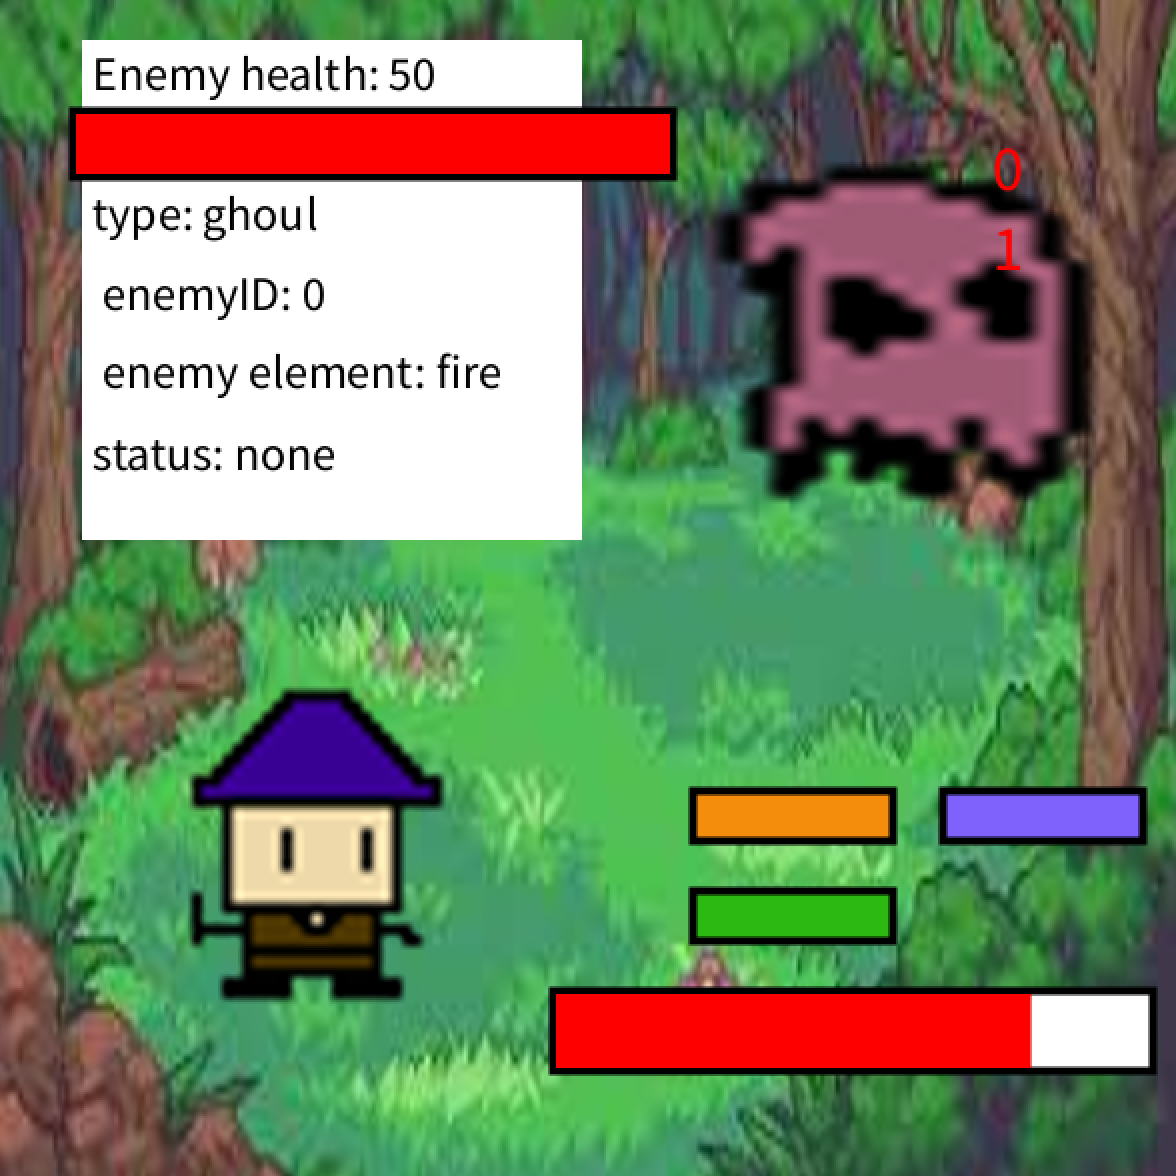 Enemy health: 50
type: ghoul
enemyID: 0
enemy element: fire
status: none
0
1